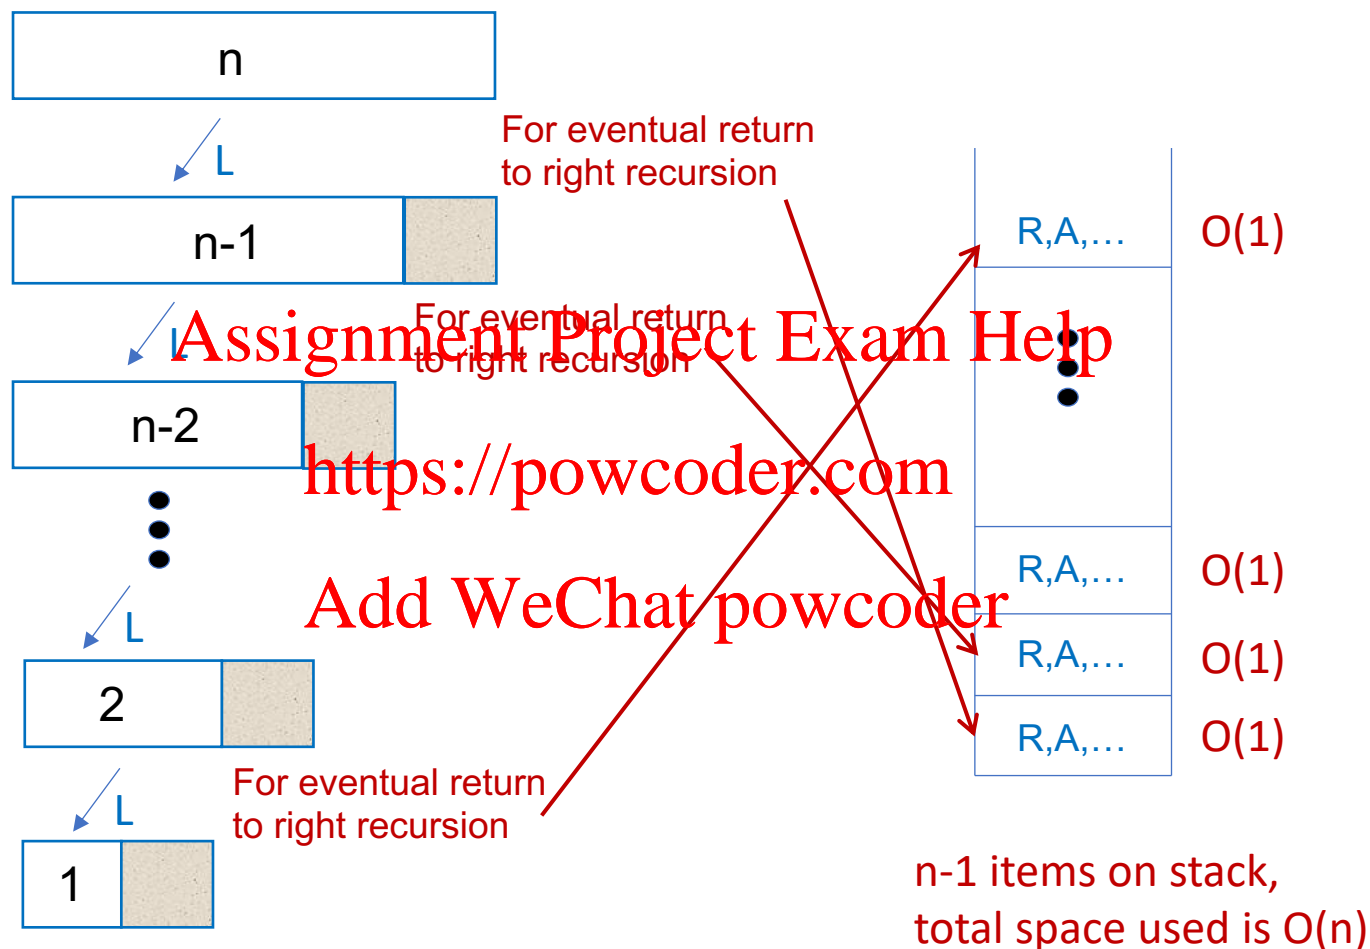 n
For eventual return
to right recursion
L
n-1
R,A,...
O(1)
For eventual return
to right recursion
L
Assignment Project Exam Help
n-2
https://powcoder.com
R,A,...
O(1)
Add WeChat powcoder
L
2
R,A,...
O(1)
R,A,...
O(1)
For eventual return
to right recursion
L
1
n-1 items on stack,
total space used is O(n)